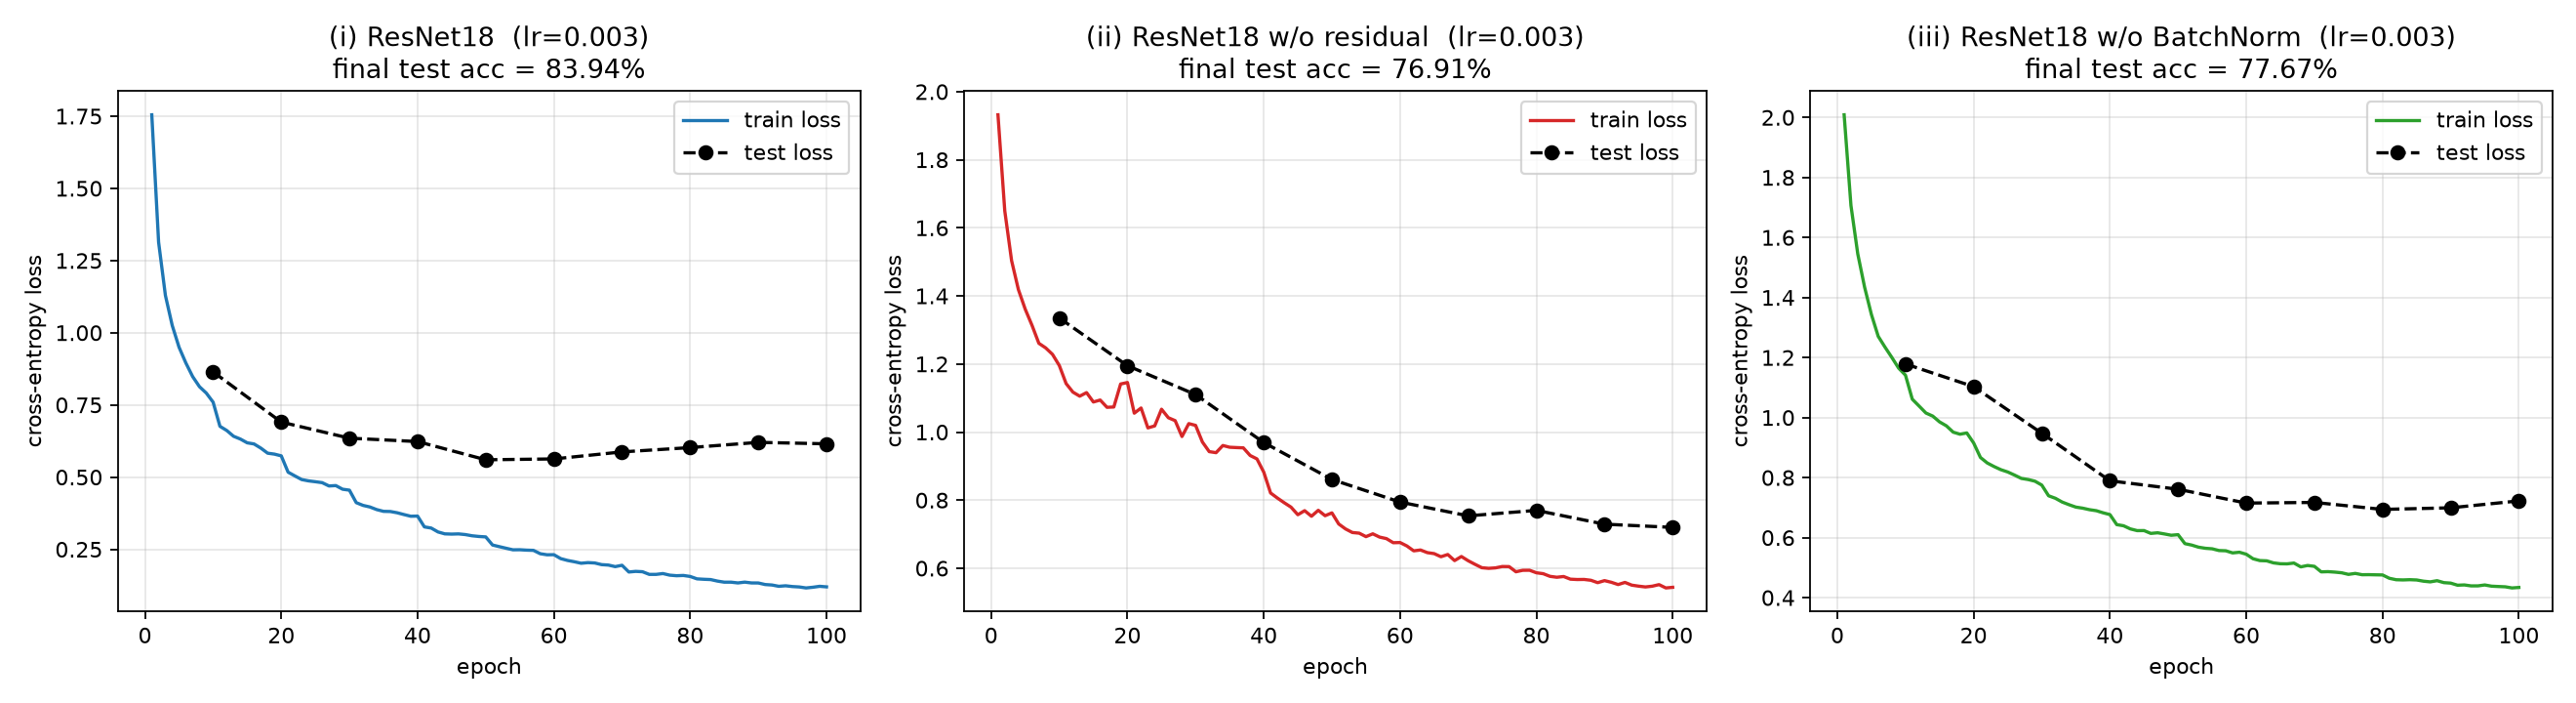 (i) ResNet18 (lr=0.003)
final test acc = 83.94%
train loss
test loss
1.75
1.50
1.25
1.00
0.75
0.50
0.25
cross-entropy loss
0 20 40 60 80 100
epoch
(ii) ResNet18 w/o residual (lr=0.003)
final test acc = 76.91%
train loss
test loss
2.0
1.8
1.6
1.4
1.2
1.0
0.8
0.6
cross-entropy loss
0 20 40 60 80 100
epoch
(iii) ResNet18 w/o BatchNorm (lr=0.003)
final test acc = 77.67%
train loss
test loss
2.0
1.8
1.6
1.4
1.2
1.0
0.8
0.6
0.4
cross-entropy loss
0 20 40 60 80 100
epoch